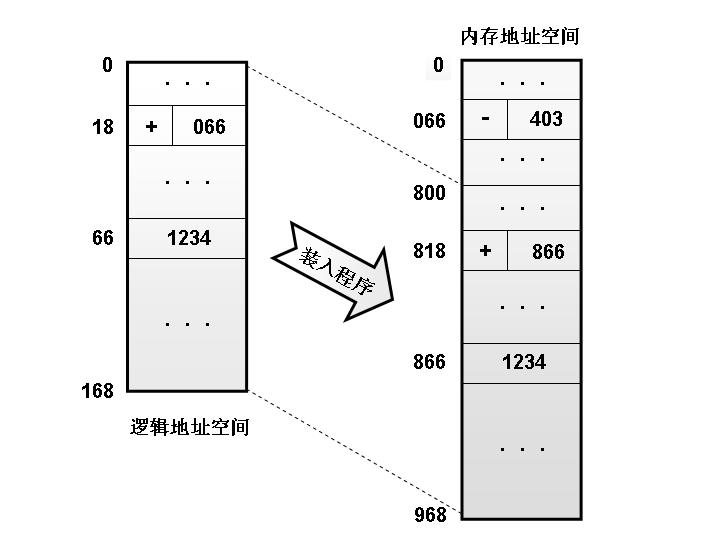 内存地址空间
0
· · ·
18
+ 066
· · ·
66
1234
· · ·
168
逻辑地址空间
装入程序
0
· · ·
066
- 403
· · ·
800
· · ·
818
+ 866
· · ·
866
1234
· · ·
968